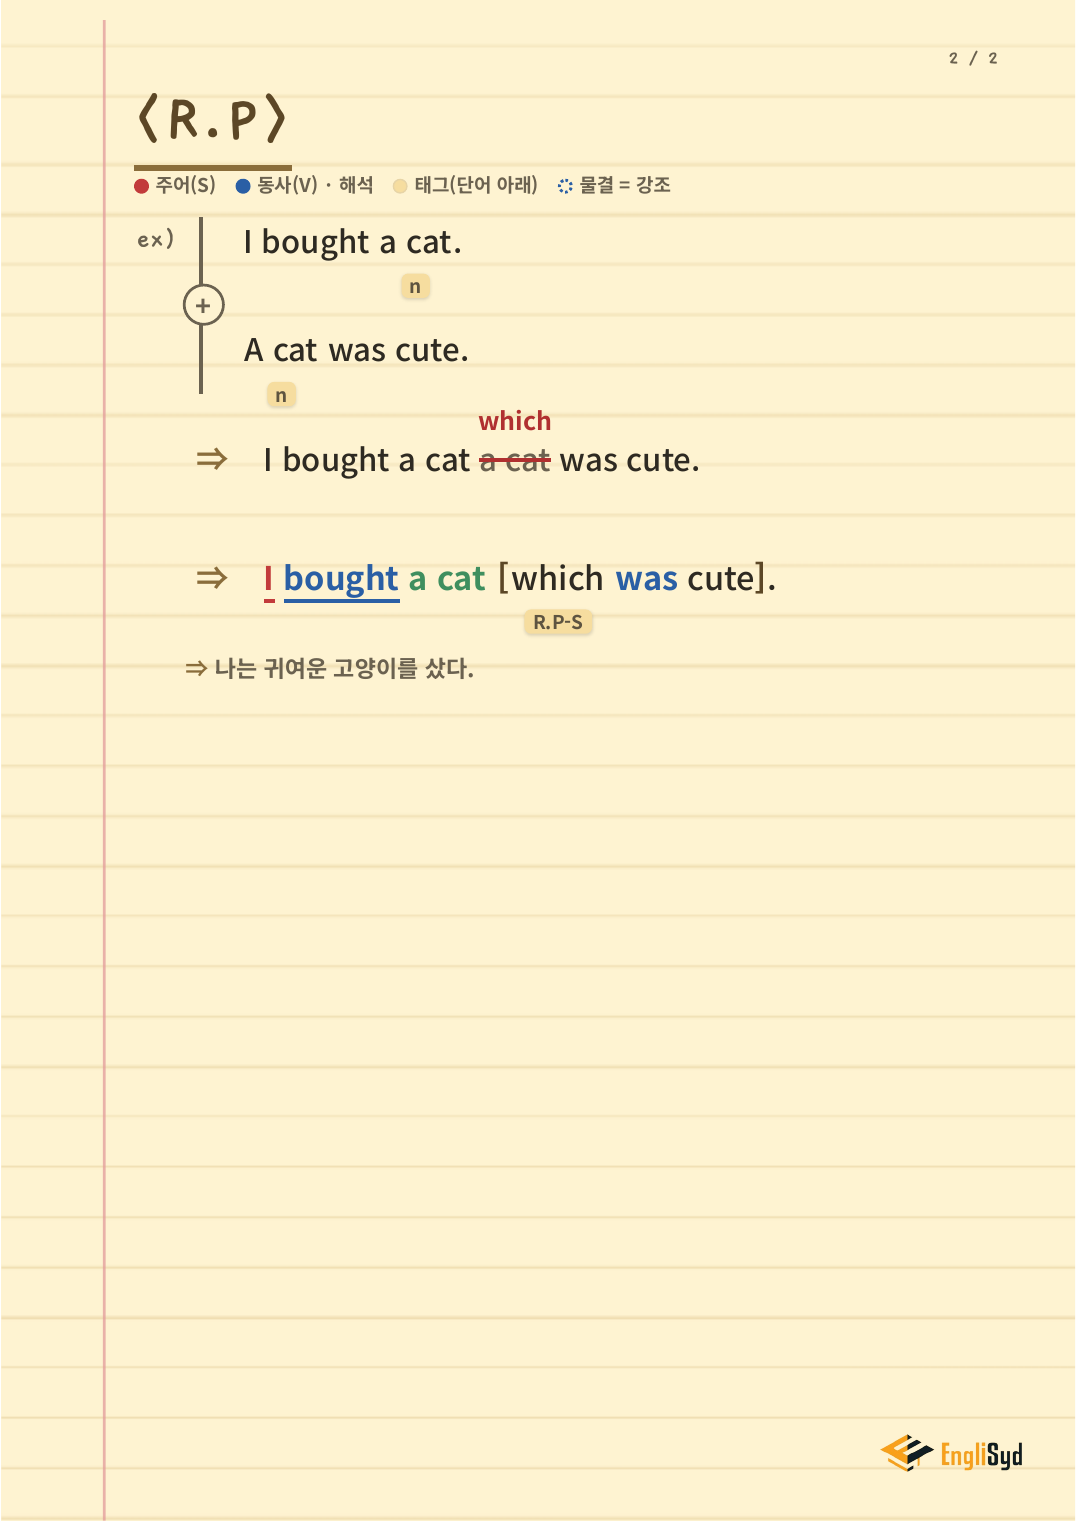 2 / 2
〈R.P〉
주어(S) 동사(V) · 해석 태그(단어 아래) 물결 = 강조
ex) I bought a cat.
n
+
A cat was cute.
n
which
⇒ I bought a cat a cat was cute.
⇒ I bought a cat [which was cute].
R.P-S
⇒ 나는 귀여운 고양이를 샀다.
EngliSyd